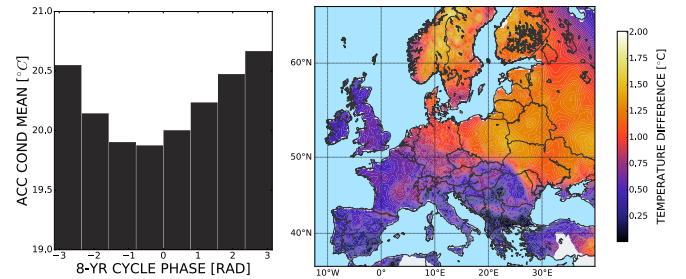 21.0
20.5
20.0
19.5
19.0
ACC COND MEAN [°C]
−3 −2 −1 0 1 2 3
8-YR CYCLE PHASE [RAD]
60°N
50°N
40°N
10°W 0° 10°E 20°E 30°E
2.00
1.75
1.50
1.25
1.00
0.75
0.50
0.25
TEMPERATURE DIFFERENCE [°C]